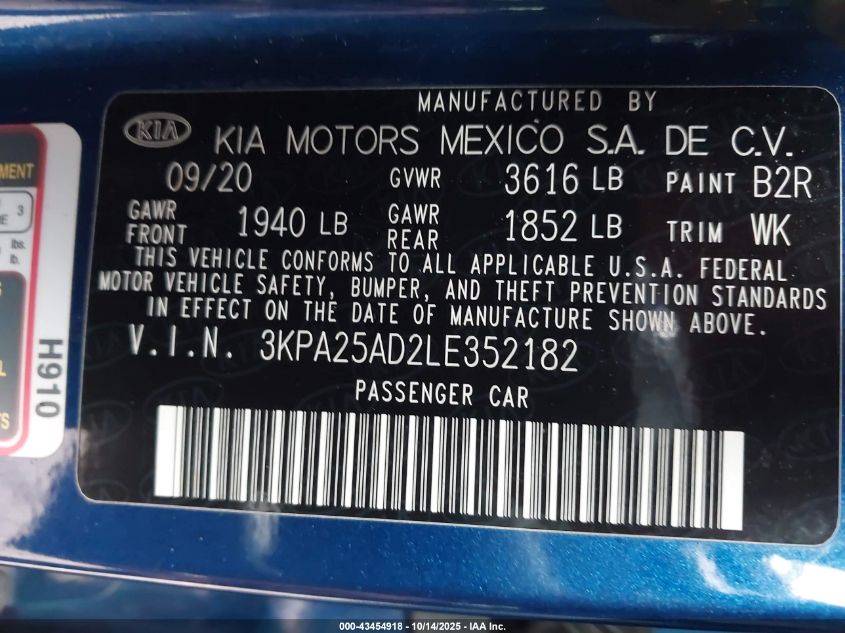 MANUFACTURED BY
KIA KIA MOTORS MEXICO S.A. DE C.V.
09/20 GVWR 3616 LB PAINT B2R
GAWR FRONT 1940 LB GAWR REAR 1852 LB TRIM WK
THIS VEHICLE CONFORMS TO ALL APPLICABLE U.S.A. FEDERAL
MOTOR VEHICLE SAFETY, BUMPER, AND THEFT PREVENTION STANDARDS
IN EFFECT ON THE DATE OF MANUFACTURE SHOWN ABOVE.
V.I.N. 3KPA25AD2LE352182
PASSENGER CAR
3
lbs.
lb.
H910
000-43454918 - 10/14/2025 - IAA Inc.